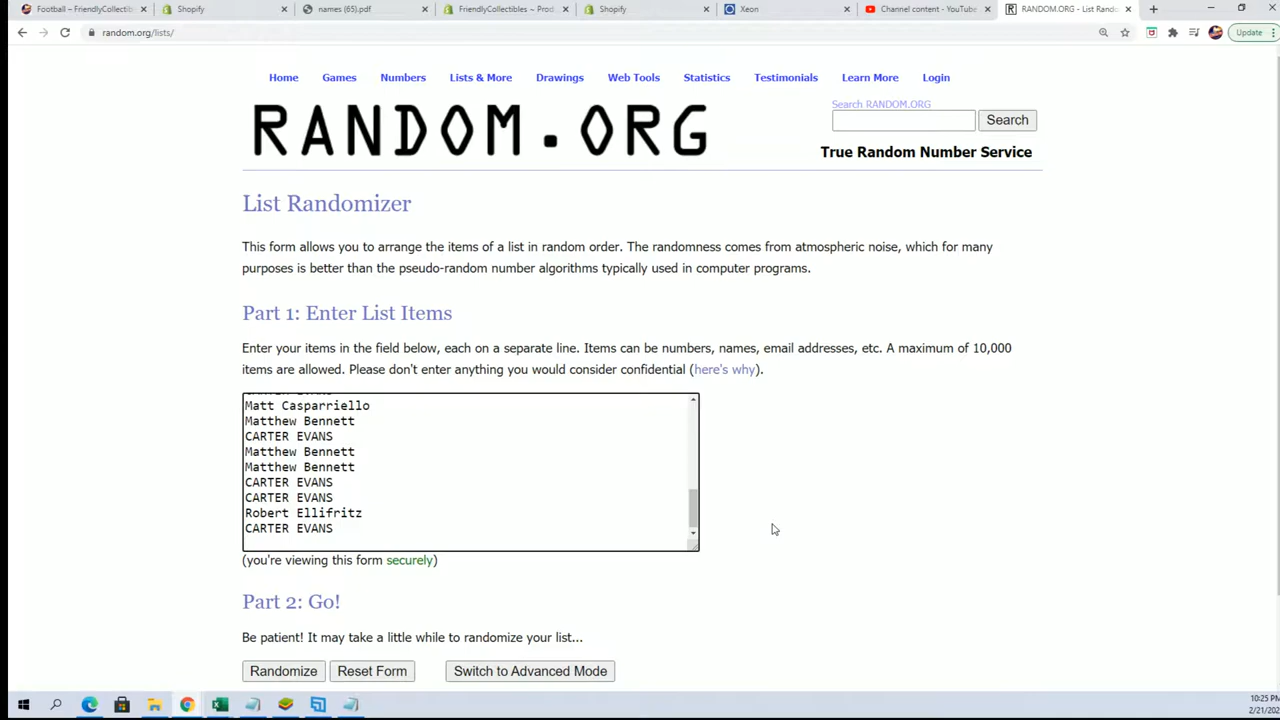 Football – FriendlyCollectib
Shopify
names (65).pdf
FriendlyCollectibles ~ Prod
Shopify
Xeon
Channel content - YouTube
RANDOM.ORG - List Rando
random.org/lists/
Update
Home Games Numbers Lists & More Drawings Web Tools Statistics Testimonials Learn More Login
RANDOM.ORG
Search RANDOM.ORG
Search
True Random Number Service
List Randomizer
This form allows you to arrange the items of a list in random order. The randomness comes from atmospheric noise, which for many
purposes is better than the pseudo-random number algorithms typically used in computer programs.
Part 1: Enter List Items
Enter your items in the field below, each on a separate line. Items can be numbers, names, email addresses, etc. A maximum of 10,000
items are allowed. Please don't enter anything you would consider confidential (here's why).
Matt Casparriello
Matthew Bennett
CARTER EVANS
Matthew Bennett
Matthew Bennett
CARTER EVANS
CARTER EVANS
Robert Ellifritz
CARTER EVANS
(you're viewing this form securely)
Part 2: Go!
Be patient! It may take a little while to randomize your list...
Randomize Reset Form Switch to Advanced Mode
10:25 PM
2/21/202